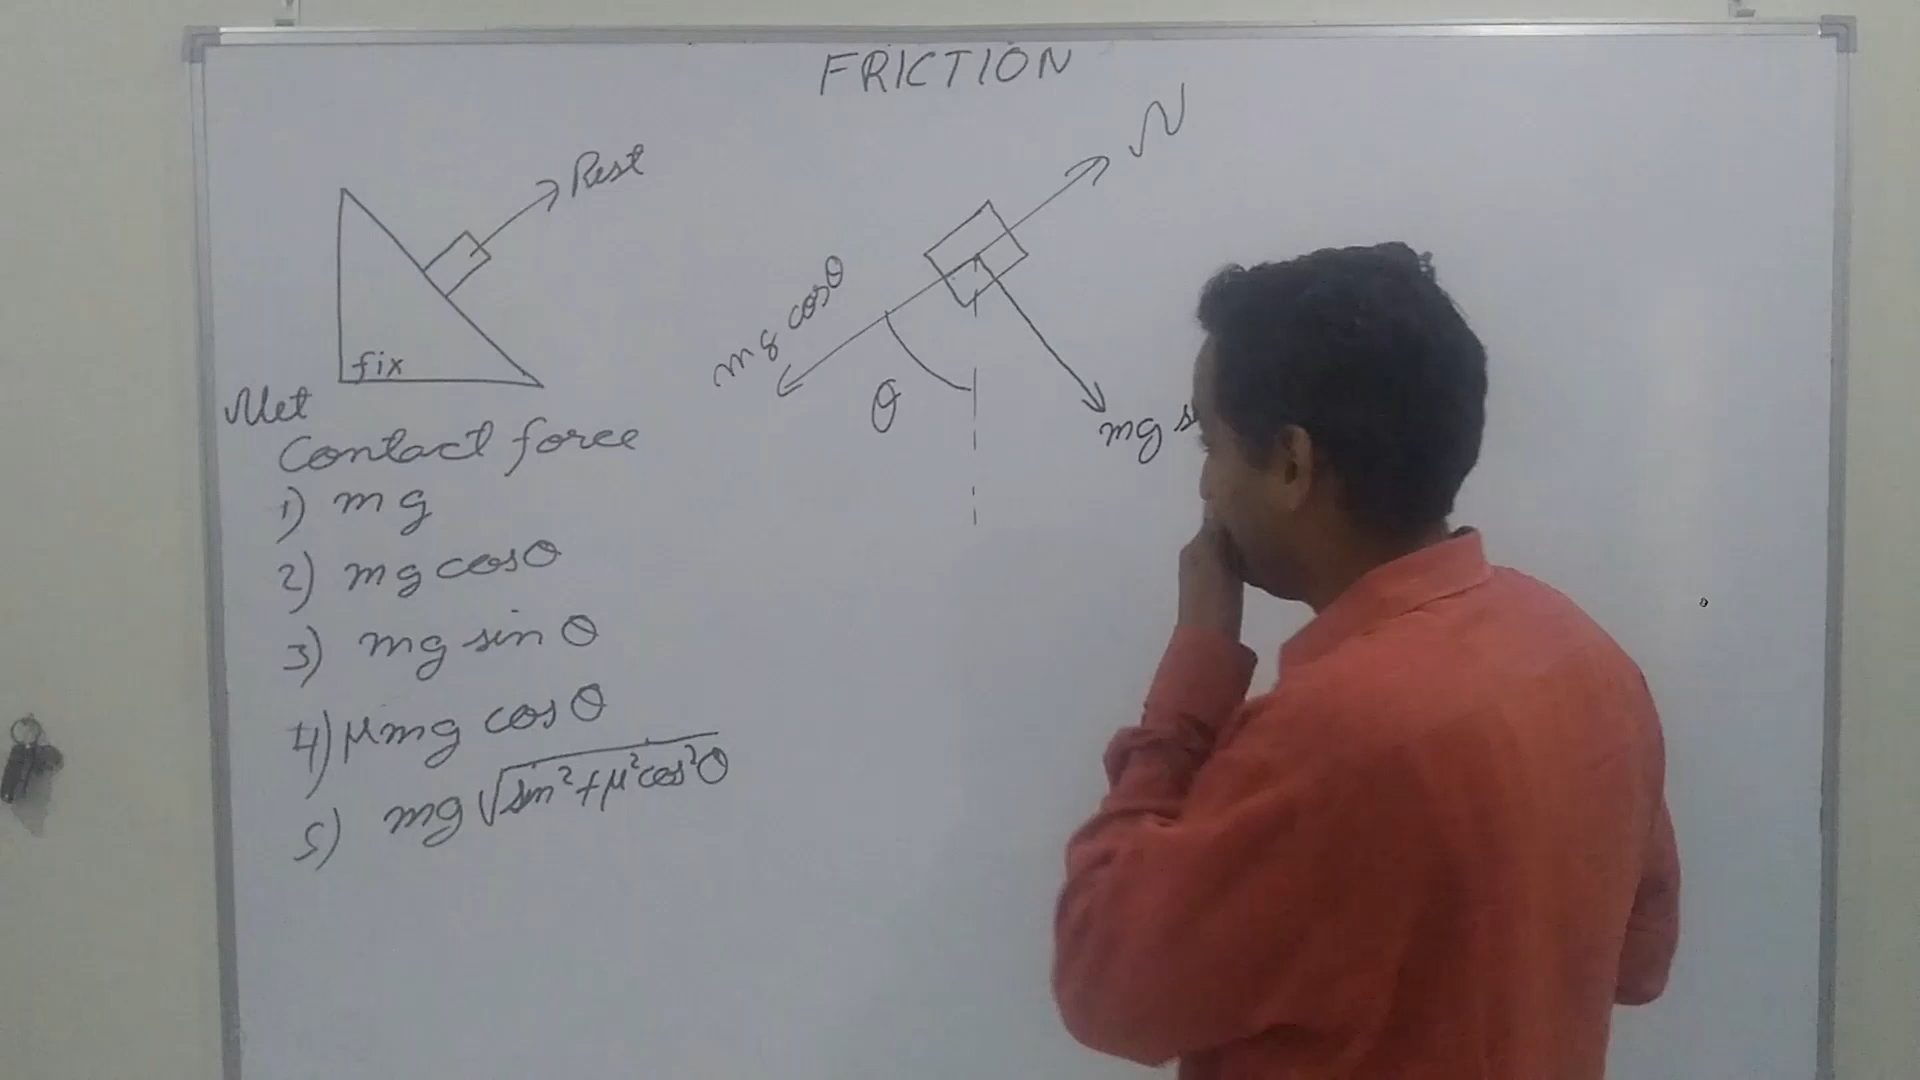 FRICTION
Rest
fix
Net
Contact force
1) mg
2) mg cosθ
3) mg sin θ
4) μmg cosθ
5) mg √sin²+μ²cos²θ
N
mg cosθ
θ
mg s